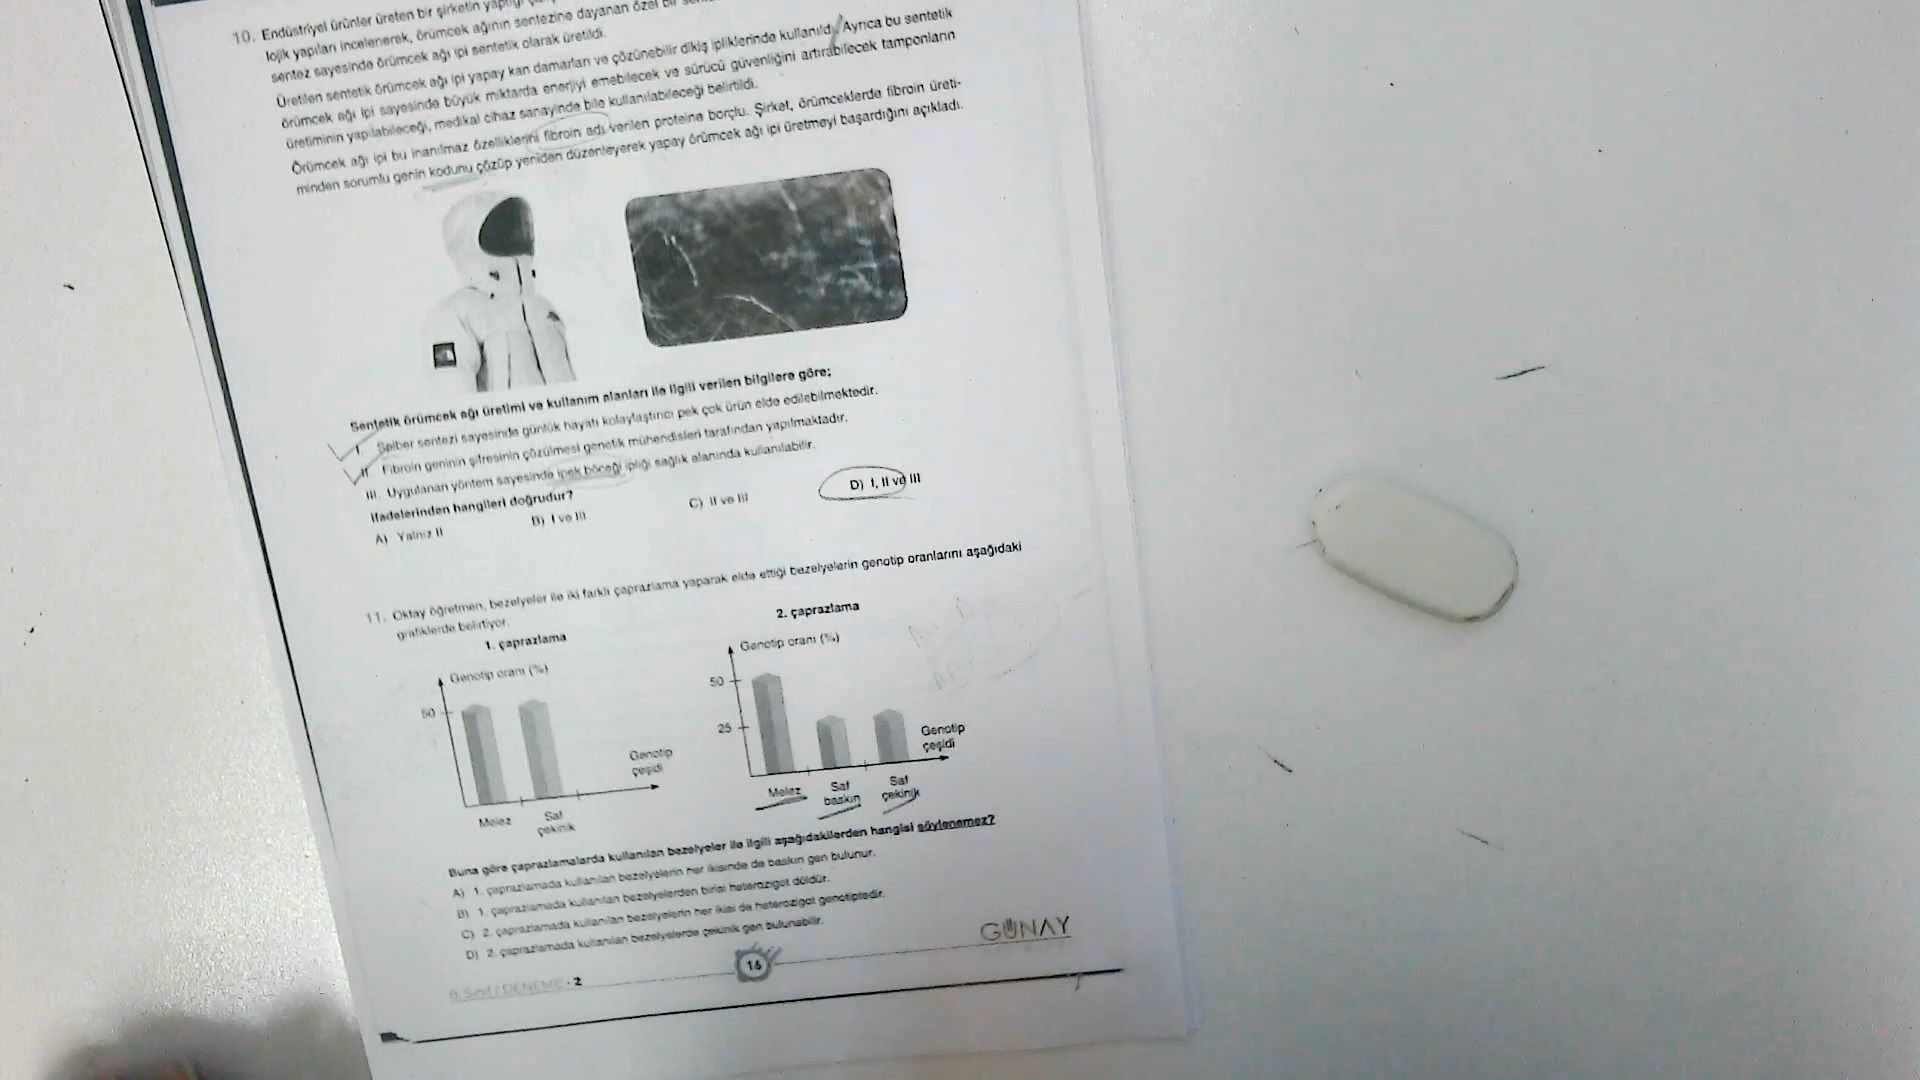 10. Endüstriyel ürünler üreten bir şirketin
lojik yapıları incelenerek, örümcek ağının sentezine dayanan özel bir
sentez sayesinde örümcek ağı ipi sentetik olarak üretildi.
Üretilen sentetik örümcek ağı ipi yapay kan damarları ve çözünebilir dikiş ipliklerinde kullanıldı. Ayrıca bu sentetik
örümcek ağı ipi sayesinde büyük miktarda enerjiyi emebilecek ve sürücü güvenliğini artırabilecek tamponların
üretiminin yapılabileceği, medikal cihaz sanayinde bile kullanılabileceği belirtildi.
Örümcek ağı ipi bu inanılmaz özelliklerini fibroin adı verilen proteine borçlu. Şirket, örümceklerde fibroin üreti-
minden sorumlu genin kodunu çözüp yeniden düzenleyerek yapay örümcek ağı ipi üretmeyi başardığını açıkladı.
Sentetik örümcek ağı üretimi ve kullanım alanları ile ilgili verilen bilgilere göre;
I. Spiber sentezi sayesinde günlük hayatı kolaylaştırıcı pek çok ürün elde edilebilmektedir.
II. Fibroin geninin şifresinin çözülmesi genetik mühendisleri tarafından yapılmaktadır.
III. Uygulanan yöntem sayesinde ipek böceği ipliği sağlık alanında kullanılabilir.
ifadelerinden hangileri doğrudur?
A) Yalnız II B) I ve III C) II ve III D) I, II ve III
11. Oktay öğretmen, bezelyeler ile iki farklı çaprazlama yaparak elde ettiği bezelyelerin genotip oranlarını aşağıdaki
grafiklerde belirtiyor.
1. çaprazlama
Genotip oranı (%)
50
Genotip
çeşidi
Melez
Saf
çekinik
2. çaprazlama
Genotip oranı (%)
50
25
Genotip
çeşidi
Melez
Saf
baskın
Saf
çekinik
Buna göre çaprazlamalarda kullanılan bezelyeler ile ilgili aşağıdakilerden hangisi söylenemez?
A) 1. çaprazlamada kullanılan bezelyelerin her ikisinde de baskın gen bulunur.
B) 1. çaprazlamada kullanılan bezelyelerden birisi heterozigot döldür.
C) 2. çaprazlamada kullanılan bezelyelerin her ikisi de heterozigot genotiptedir.
D) 2. çaprazlamada kullanılan bezelyelerde çekinik gen bulunabilir.
8. Sınıf / DENEME - 2
16
GÜNAY